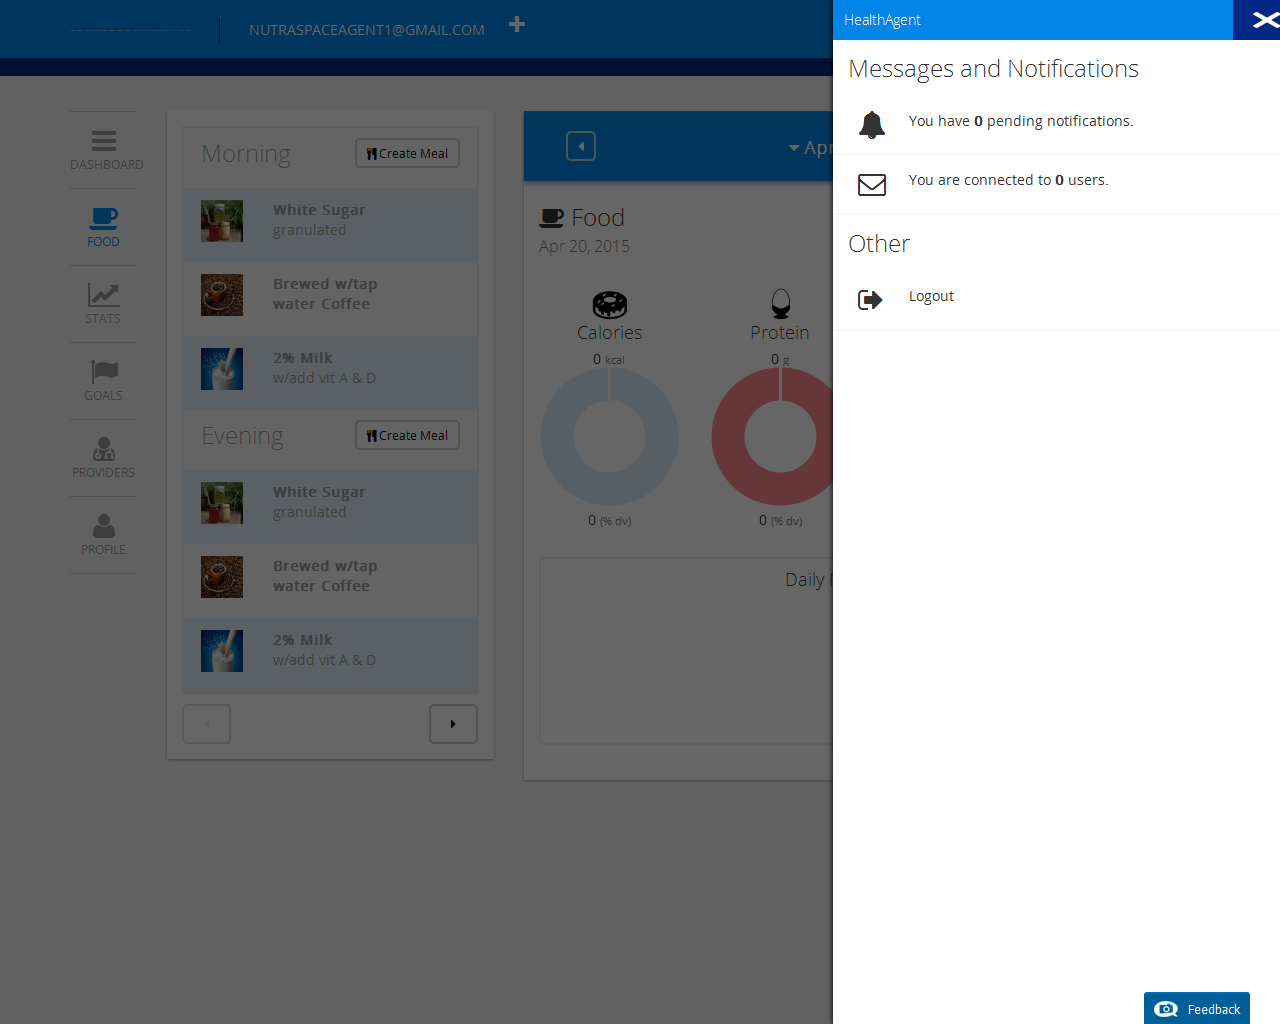 NUTRASPACEAGENT1@GMAIL.COM
HealthAgent
Messages and Notifications
You have 0 pending notifications.
You are connected to 0 users.
Other
Logout
DASHBOARD
FOOD
STATS
GOALS
PROVIDERS
PROFILE
Morning
Create Meal
White Sugar
granulated
Brewed w/tap
water Coffee
2% Milk
w/add vit A & D
Evening
Create Meal
White Sugar
granulated
Brewed w/tap
water Coffee
2% Milk
w/add vit A & D
Apr
Food
Apr 20, 2015
Calories
0 kcal
0 (% dv)
Protein
0 g
0 (% dv)
Daily
Feedback